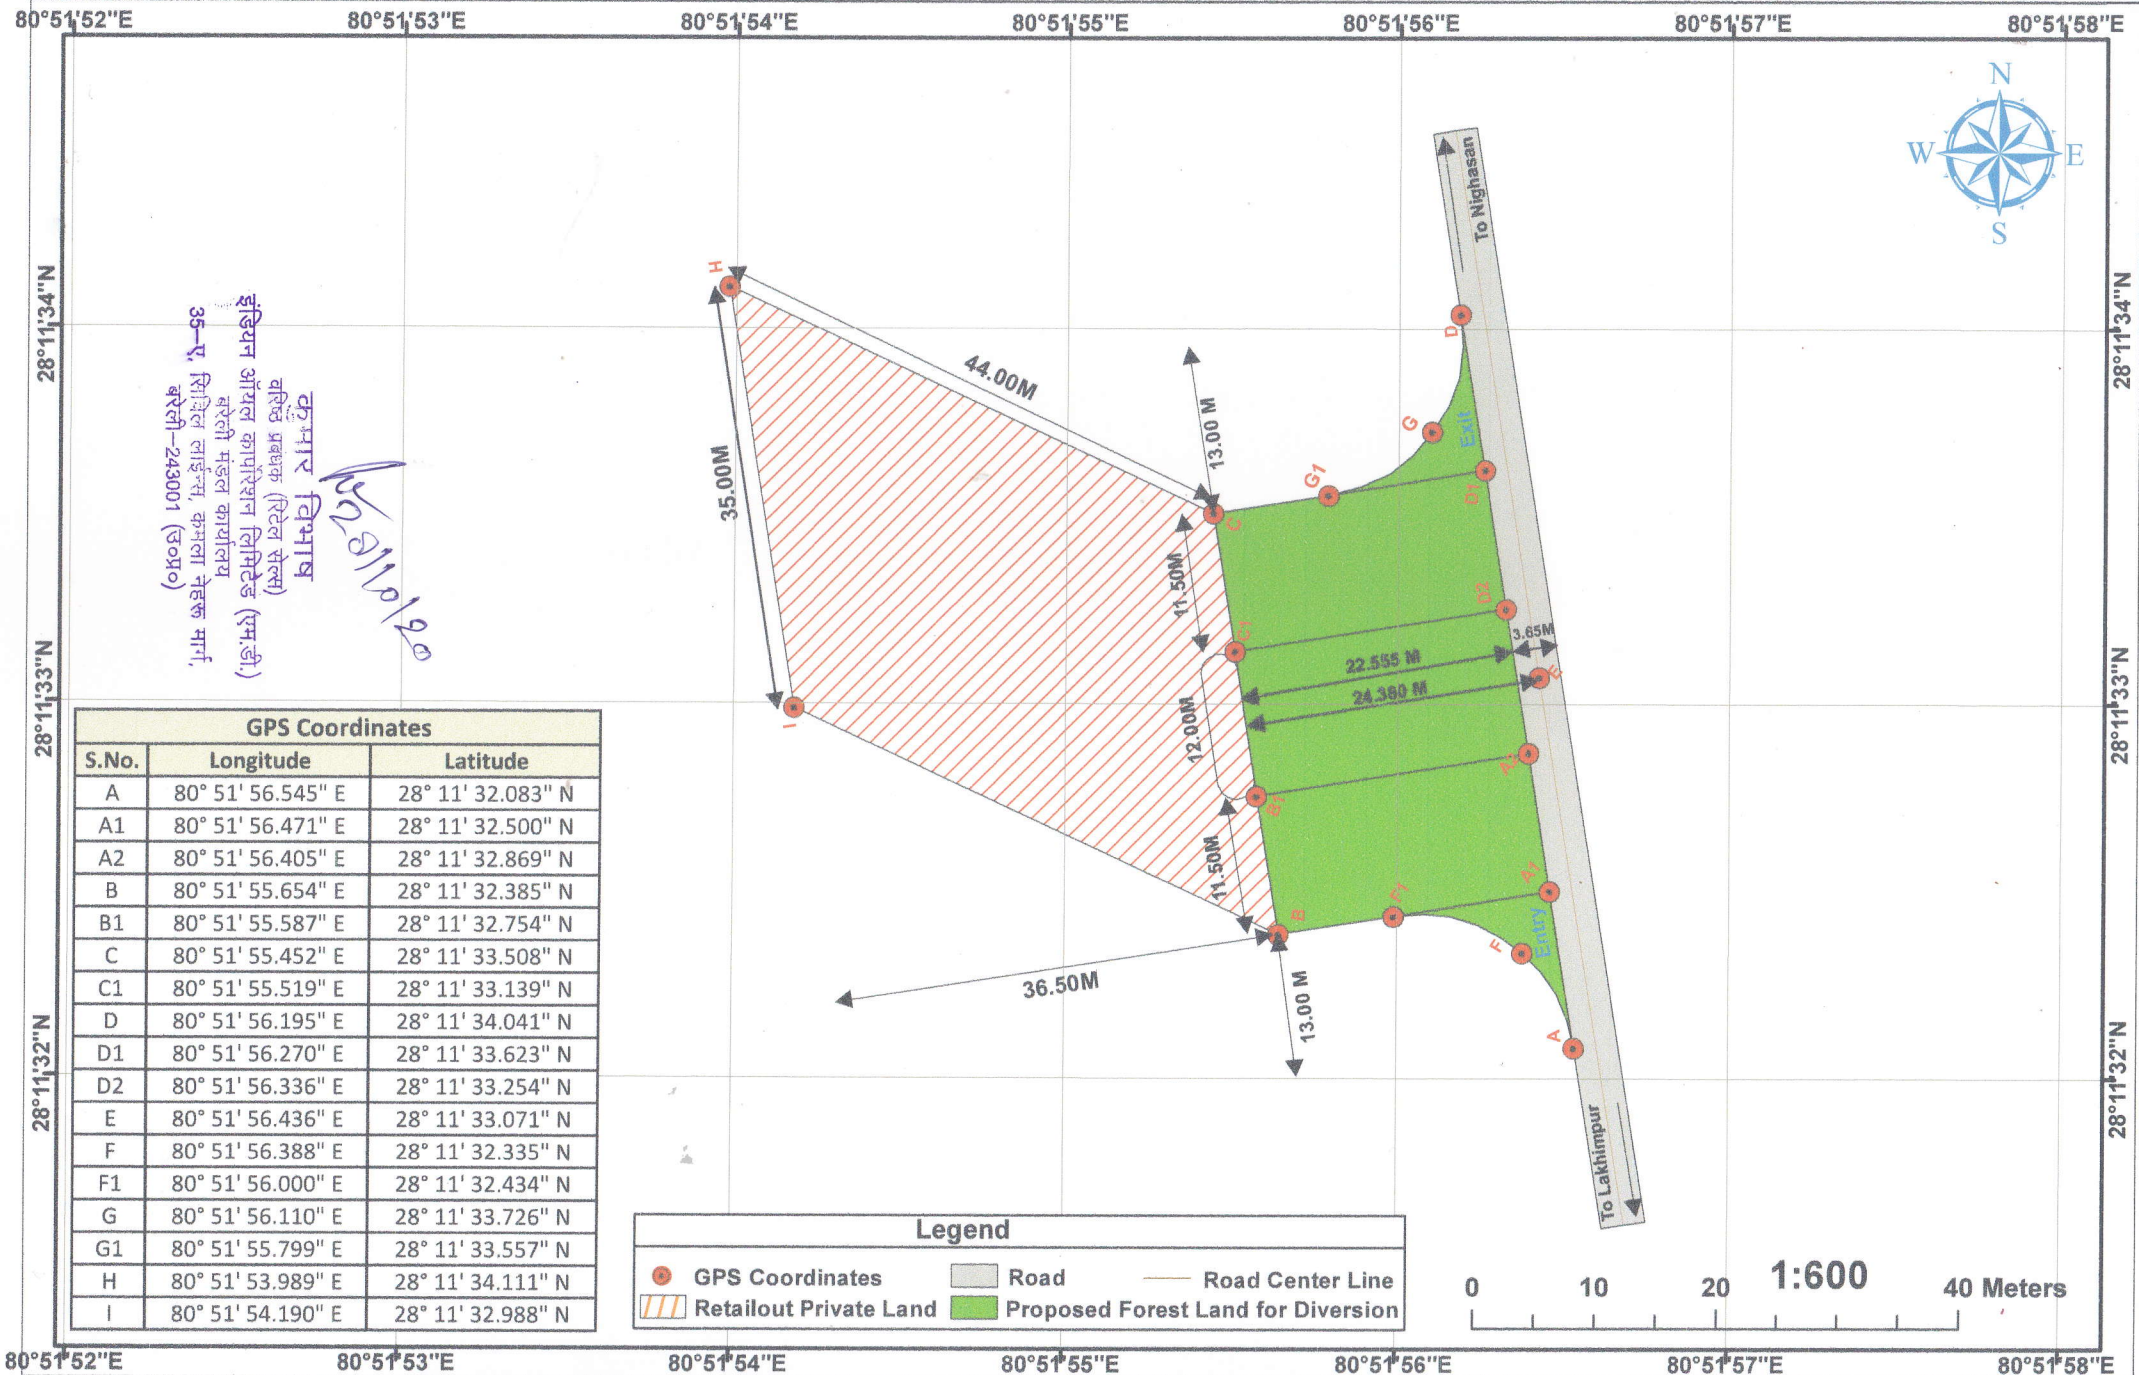 80°51'52"E 80°51'53"E 80°51'54"E 80°51'55"E 80°51'56"E 80°51'57"E 80°51'58"E
N
W E
S
28°11'34"N
28°11'33"N
28°11'32"N
28°11'34"N
28°11'33"N
28°11'32"N
कुमार विभाष
वरिष्ठ प्रबन्धक (रिटेल सेल्स)
इंडियन ऑयल कार्पोरेशन लिमिटेड (एम.डी.)
बरेली मंडल कार्यालय
35-ए, सिविल लाईन्स, कमला नेहरू मार्ग,
बरेली-243001 (उ०प्र०)
To Nighasan
H
44.00M
35.00M
I
13.00 M
D
G
Exit
G1
D1
C
11.50M
C1
D2
3.65M
22.555 M
E
24.380 M
12.00M
A2
B1
11.50M
A1
F1
B
Entry
F
36.50M
13.00 M
A
To Lakhimpur
GPS Coordinates
S.No. Longitude Latitude
A 80° 51' 56.545" E 28° 11' 32.083" N
A1 80° 51' 56.471" E 28° 11' 32.500" N
A2 80° 51' 56.405" E 28° 11' 32.869" N
B 80° 51' 55.654" E 28° 11' 32.385" N
B1 80° 51' 55.587" E 28° 11' 32.754" N
C 80° 51' 55.452" E 28° 11' 33.508" N
C1 80° 51' 55.519" E 28° 11' 33.139" N
D 80° 51' 56.195" E 28° 11' 34.041" N
D1 80° 51' 56.270" E 28° 11' 33.623" N
D2 80° 51' 56.336" E 28° 11' 33.254" N
E 80° 51' 56.436" E 28° 11' 33.071" N
F 80° 51' 56.388" E 28° 11' 32.335" N
F1 80° 51' 56.000" E 28° 11' 32.434" N
G 80° 51' 56.110" E 28° 11' 33.726" N
G1 80° 51' 55.799" E 28° 11' 33.557" N
H 80° 51' 53.989" E 28° 11' 34.111" N
I 80° 51' 54.190" E 28° 11' 32.988" N
Legend
GPS Coordinates Road Road Center Line
Retailout Private Land Proposed Forest Land for Diversion
1:600
0 10 20 40 Meters
80°51'52"E 80°51'53"E 80°51'54"E 80°51'55"E 80°51'56"E 80°51'57"E 80°51'58"E